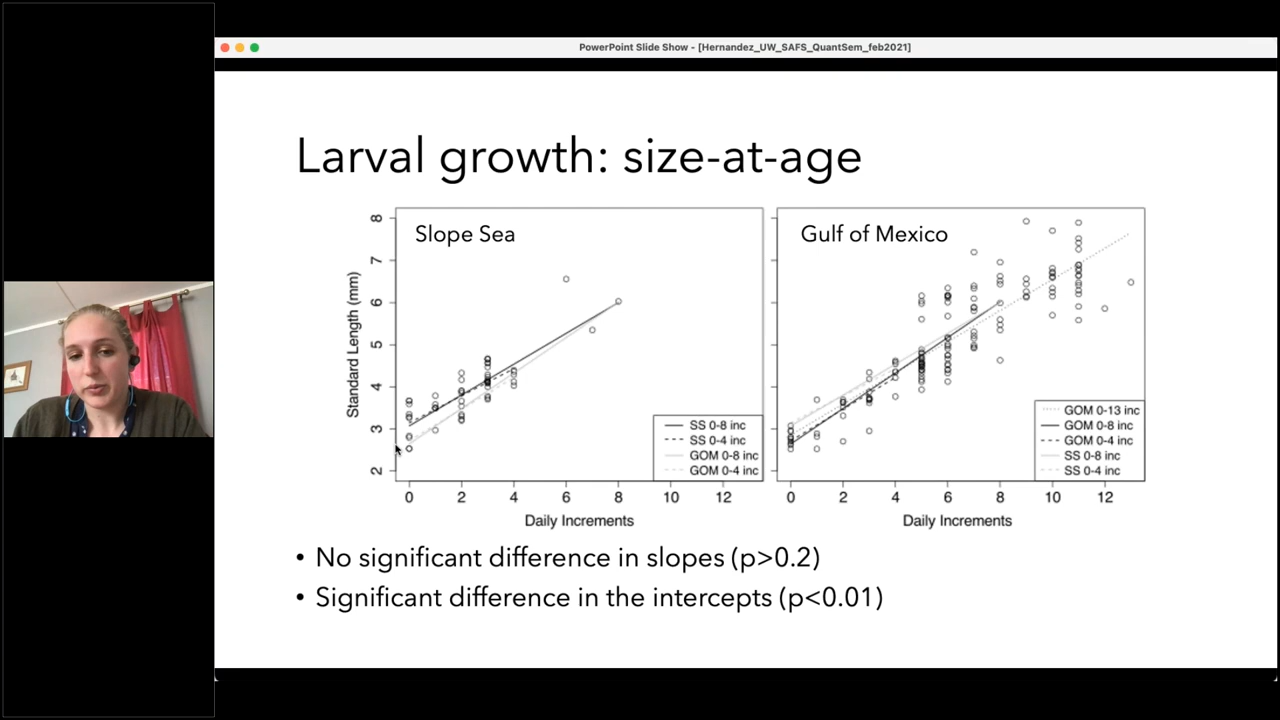 PowerPoint Slide Show - [Hernandez_UW_SAFS_QuantSem_feb2021]
Larval growth: size-at-age
Slope Sea
Gulf of Mexico
8
7
6
5
4
3
2
Standard Length (mm)
SS 0-8 inc
SS 0-4 inc
GOM 0-8 inc
GOM 0-4 inc
GOM 0-13 inc
GOM 0-8 inc
GOM 0-4 inc
SS 0-8 inc
SS 0-4 inc
0 2 4 6 8 10 12
0 2 4 6 8 10 12
Daily Increments
Daily Increments
• No significant difference in slopes (p>0.2)
• Significant difference in the intercepts (p<0.01)